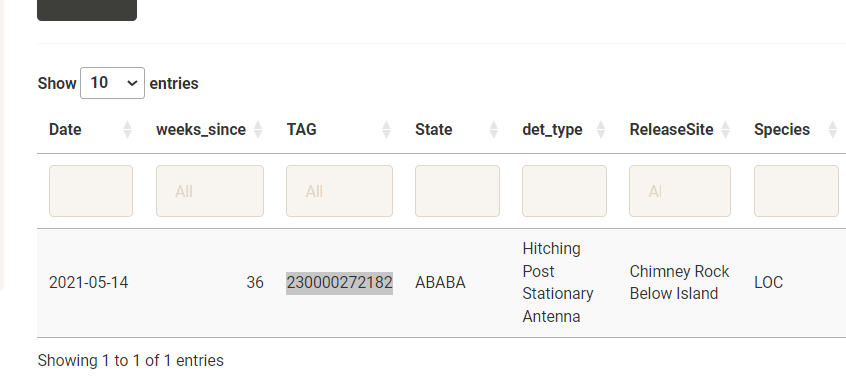 Show 10 entries
Date weeks_since TAG State det_type ReleaseSite Species
All All Al
2021-05-14 36 230000272182 ABABA Hitching Post Stationary Antenna Chimney Rock Below Island LOC
Showing 1 to 1 of 1 entries